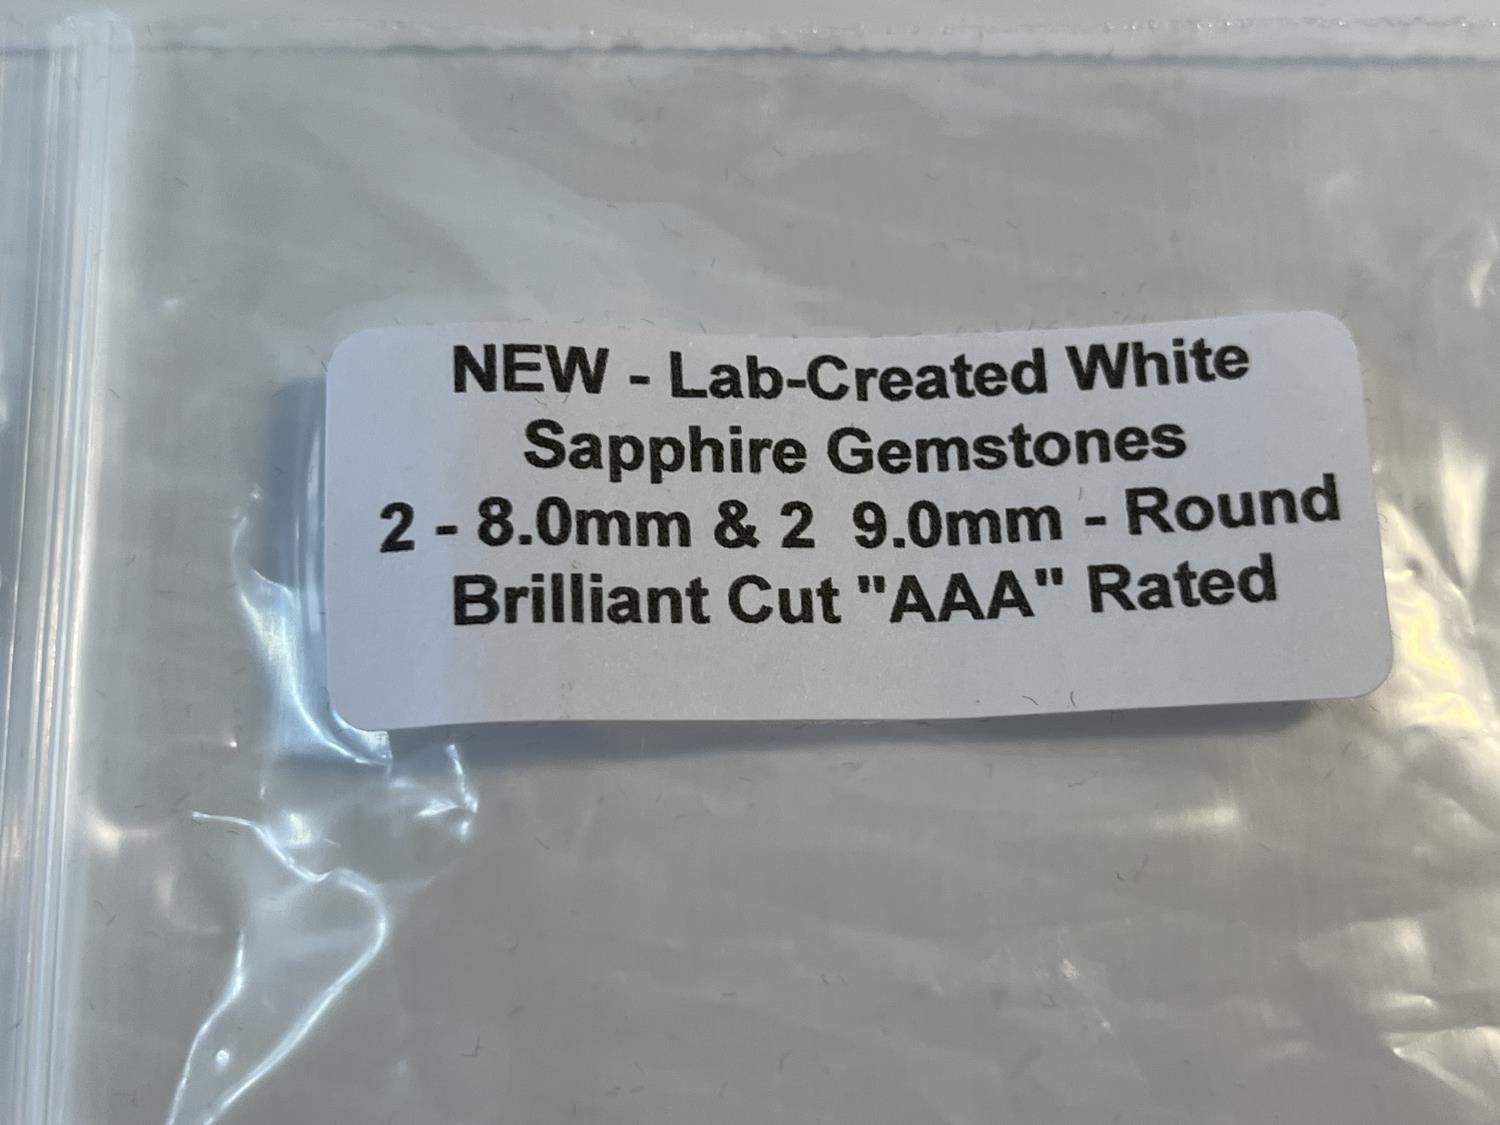 NEW - Lab-Created White
Sapphire Gemstones
2 - 8.0mm & 2  9.0mm - Round
Brilliant Cut "AAA" Rated